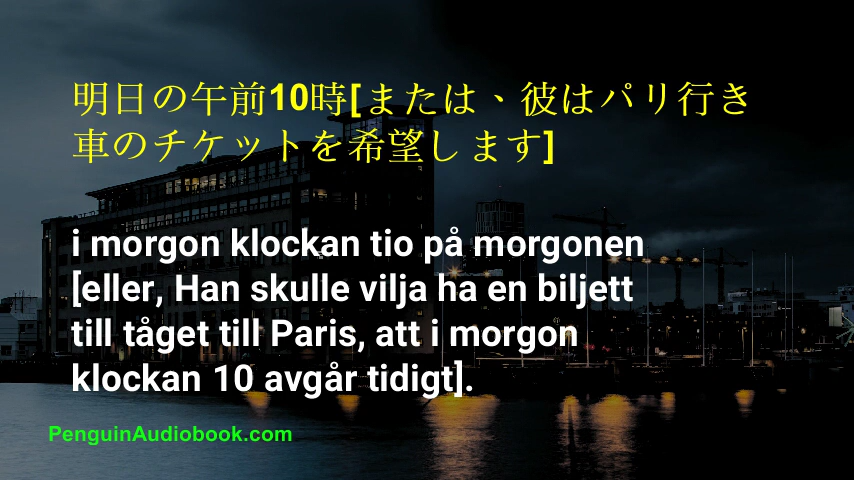 明日の午前10時[または、彼はパリ行き
車のチケットを希望します]
i morgon klockan tio på morgonen
[eller, Han skulle vilja ha en biljett
till tåget till Paris, att i morgon
klockan 10 avgår tidigt].
PenguinAudiobook.com